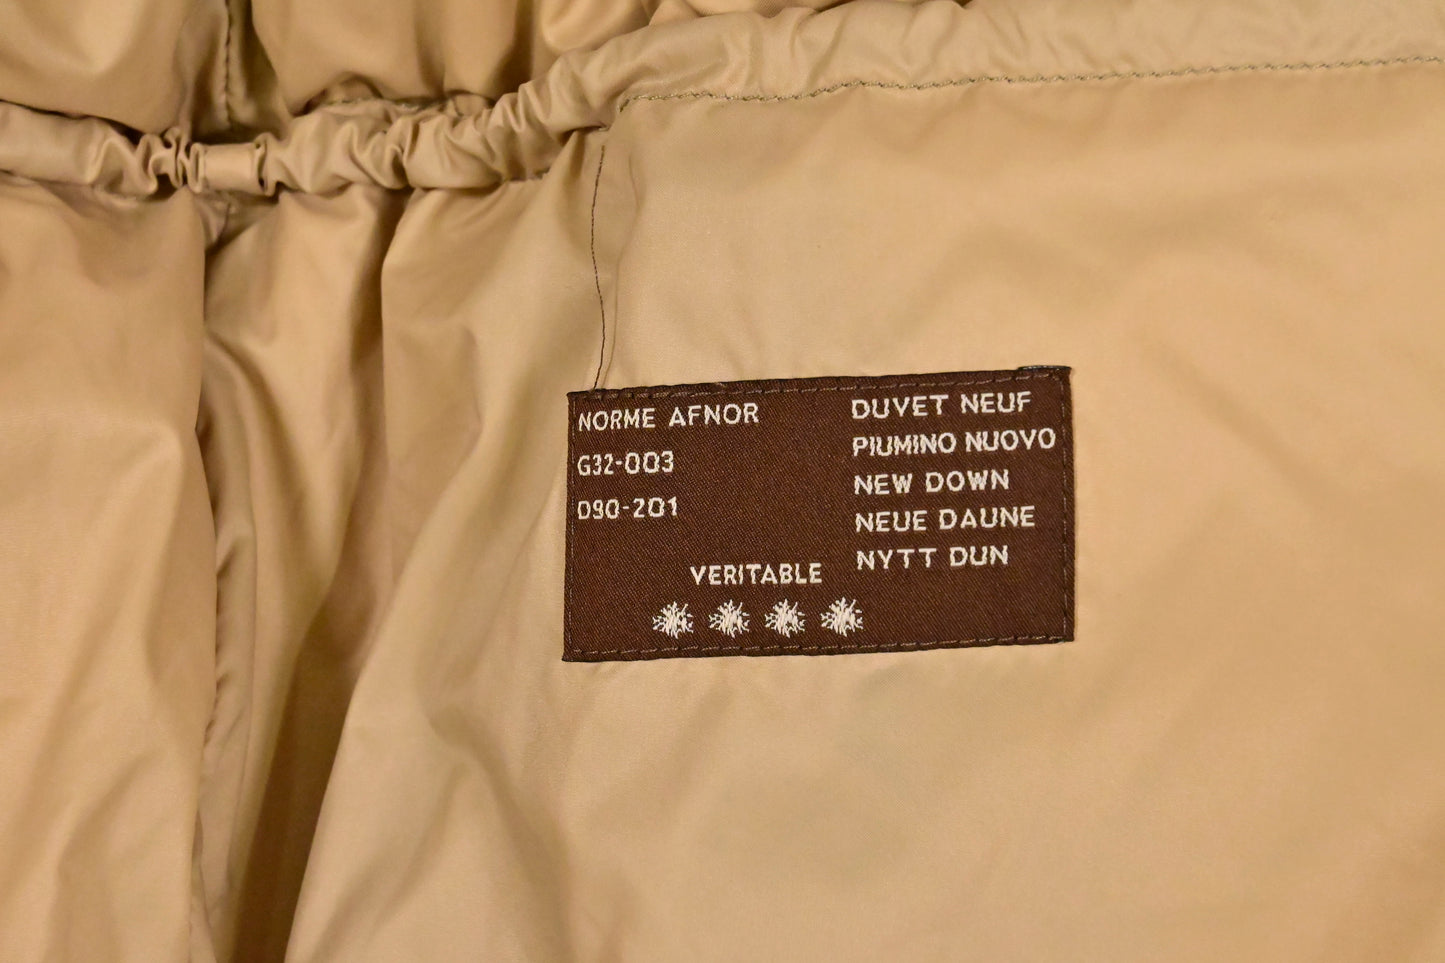 NORME AFNOR
G32-003
D90-201
VERITABLE
DUVET NEUF
PIUMINO NUOVO
NEW DOWN
NEUE DAUNE
NYTT DUN